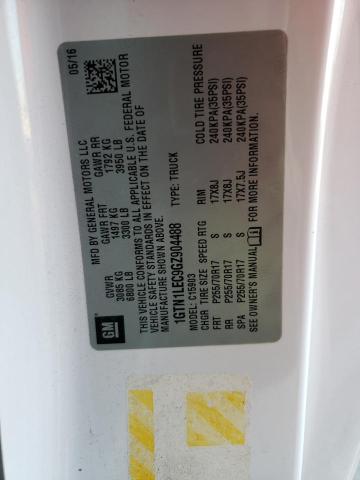 MFD BY GENERAL MOTORS LLC
05/16
GVWR GAWR FRT GAWR RR
3085 KG 1497 KG 1792 KG
6800 LB 3300 LB 3950 LB
THIS VEHICLE CONFORMS TO ALL APPLICABLE U.S. FEDERAL MOTOR
VEHICLE SAFETY STANDARDS IN EFFECT ON THE DATE OF
MANUFACTURE SHOWN ABOVE.
GM
1GTN1LEC9GZ904488 TYPE: TRUCK
MODEL: C15903
CHGR TIRE SIZE SPEED RTG RIM COLD TIRE PRESSURE
FRT P255/70R17 S 17X8J 240KPA(35PSI)
RR P255/70R17 S 17X8J 240KPA(35PSI)
SPA P255/70R17 S 17X7.5J 240KPA(35PSI)
SEE OWNER'S MANUAL FOR MORE INFORMATION.